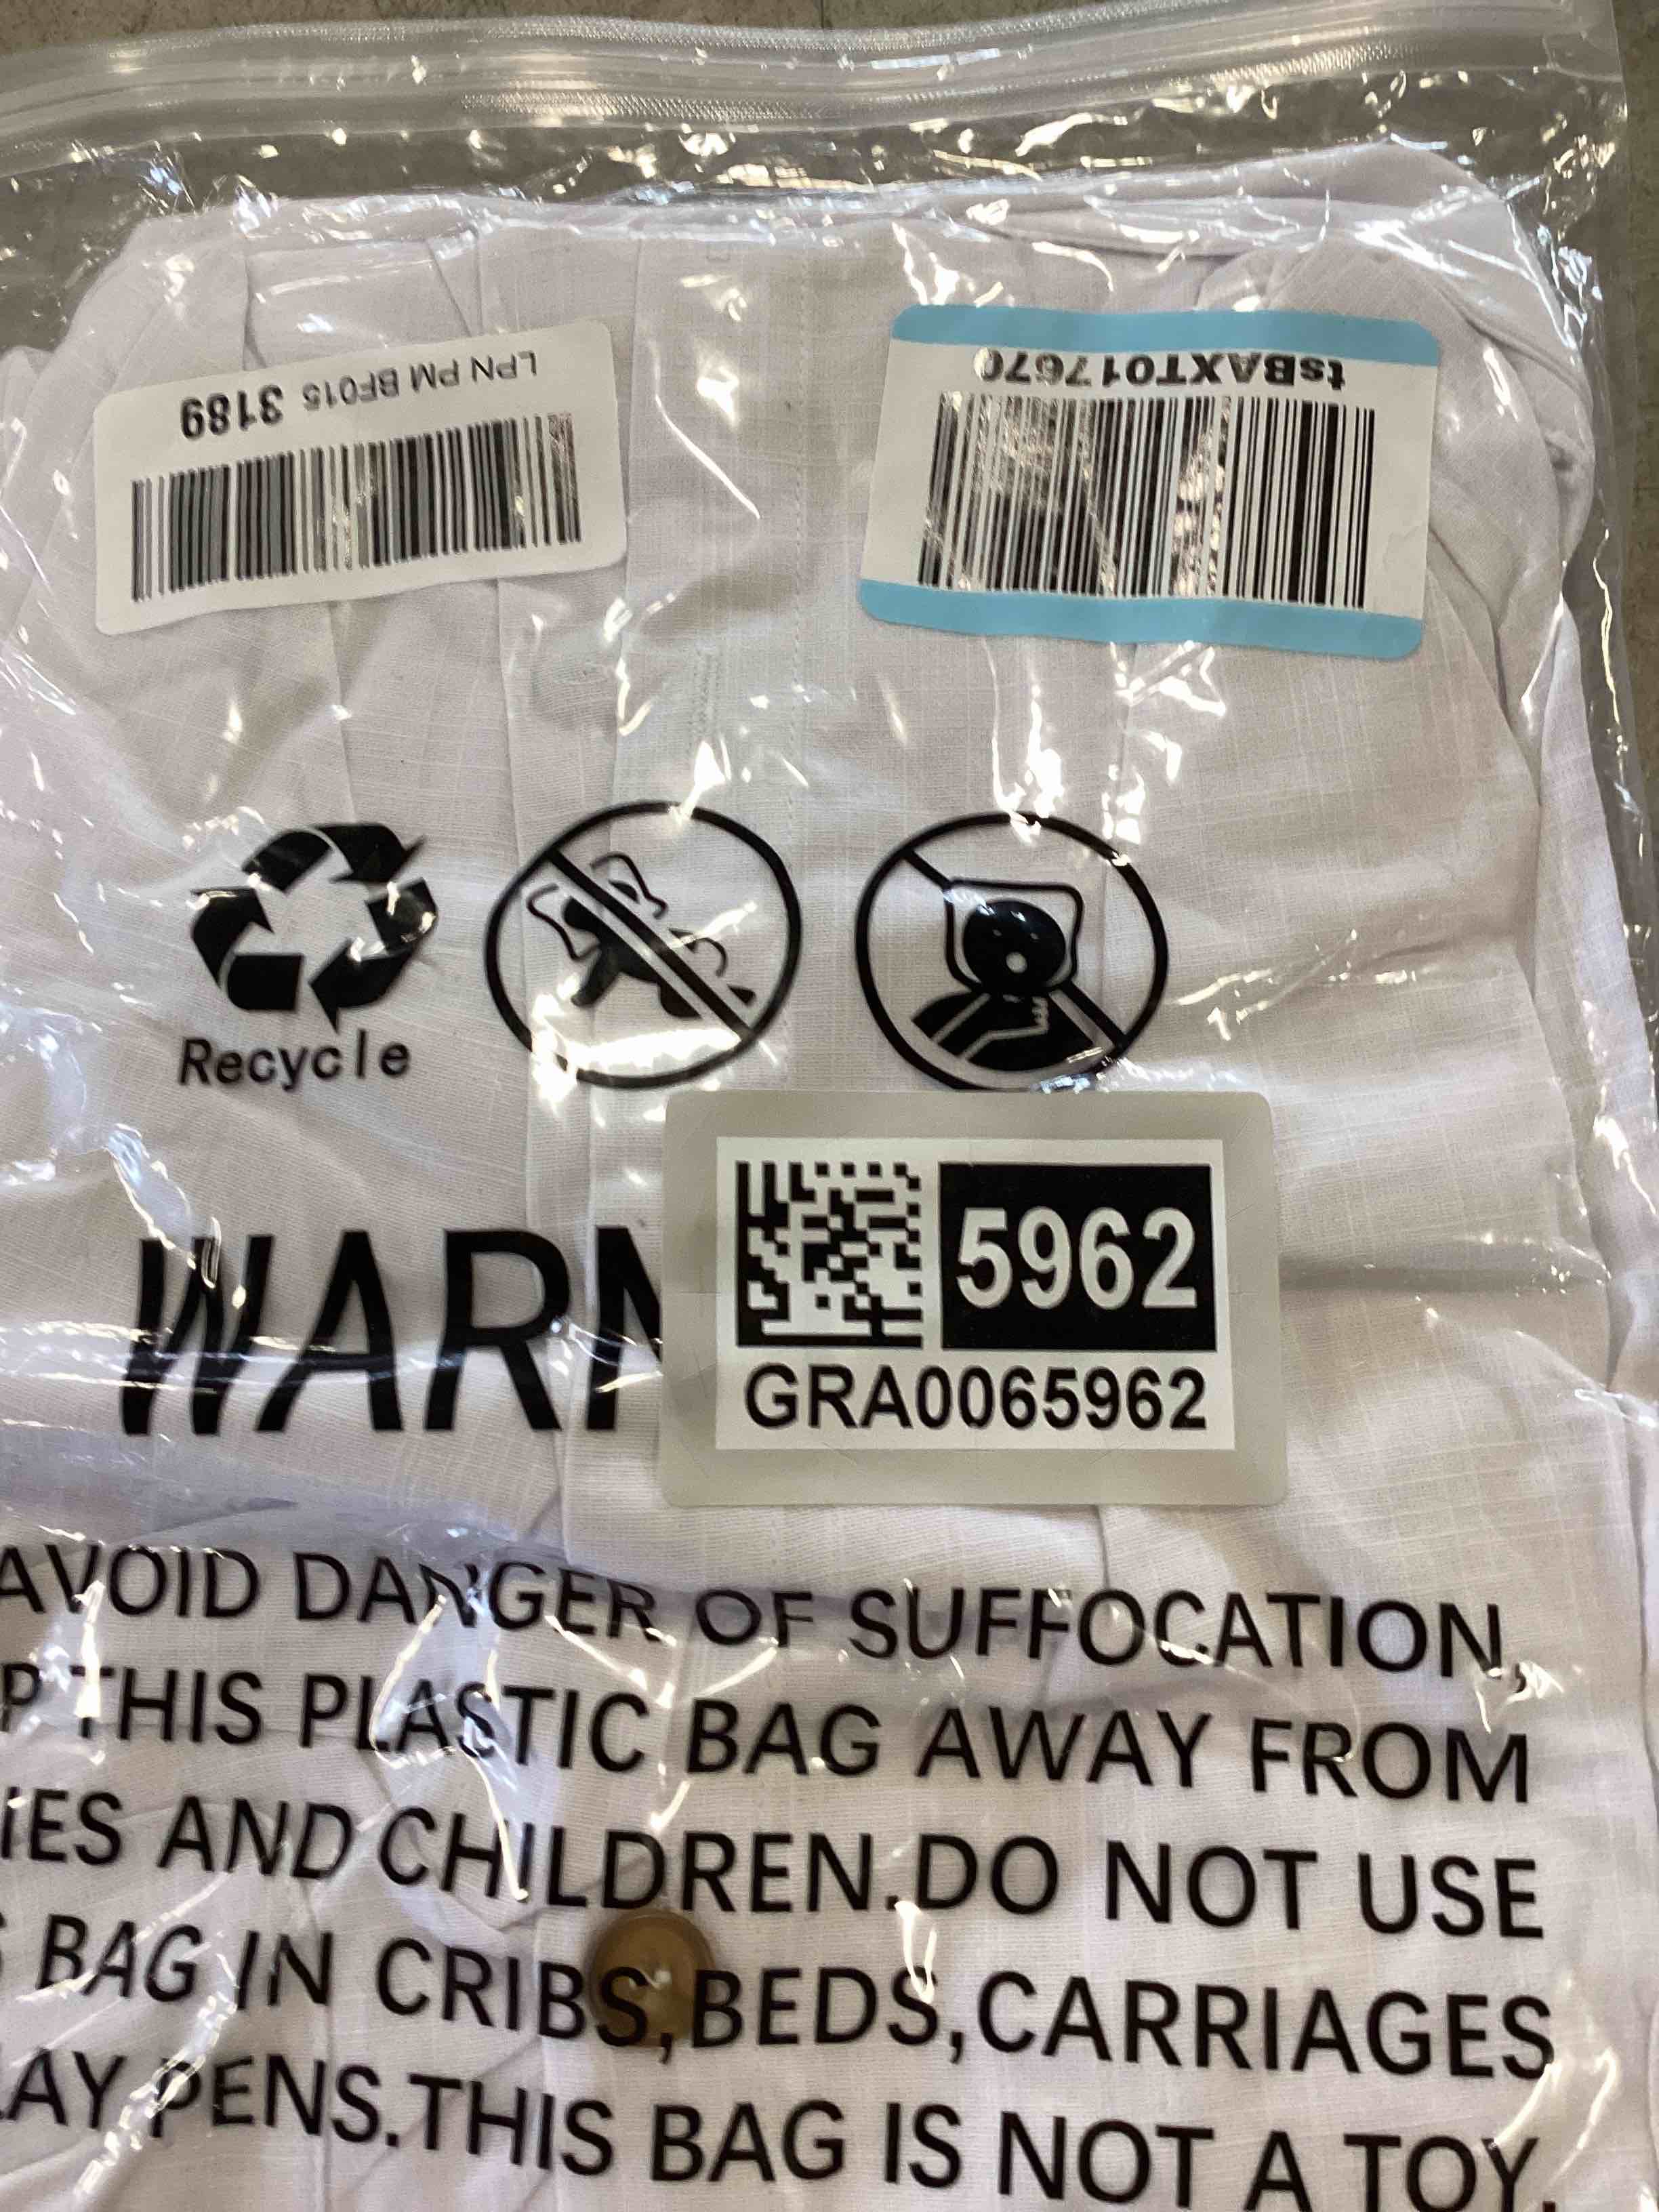 LPN PM BF015 3189
tsBAXT017670
Recycle
WARN
5962
GRA0065962
AVOID DANGER OF SUFFOCATION,
P THIS PLASTIC BAG AWAY FROM
IES AND CHILDREN.DO NOT USE
S BAG IN CRIBS,BEDS,CARRIAGES
LAY PENS.THIS BAG IS NOT A TOY.